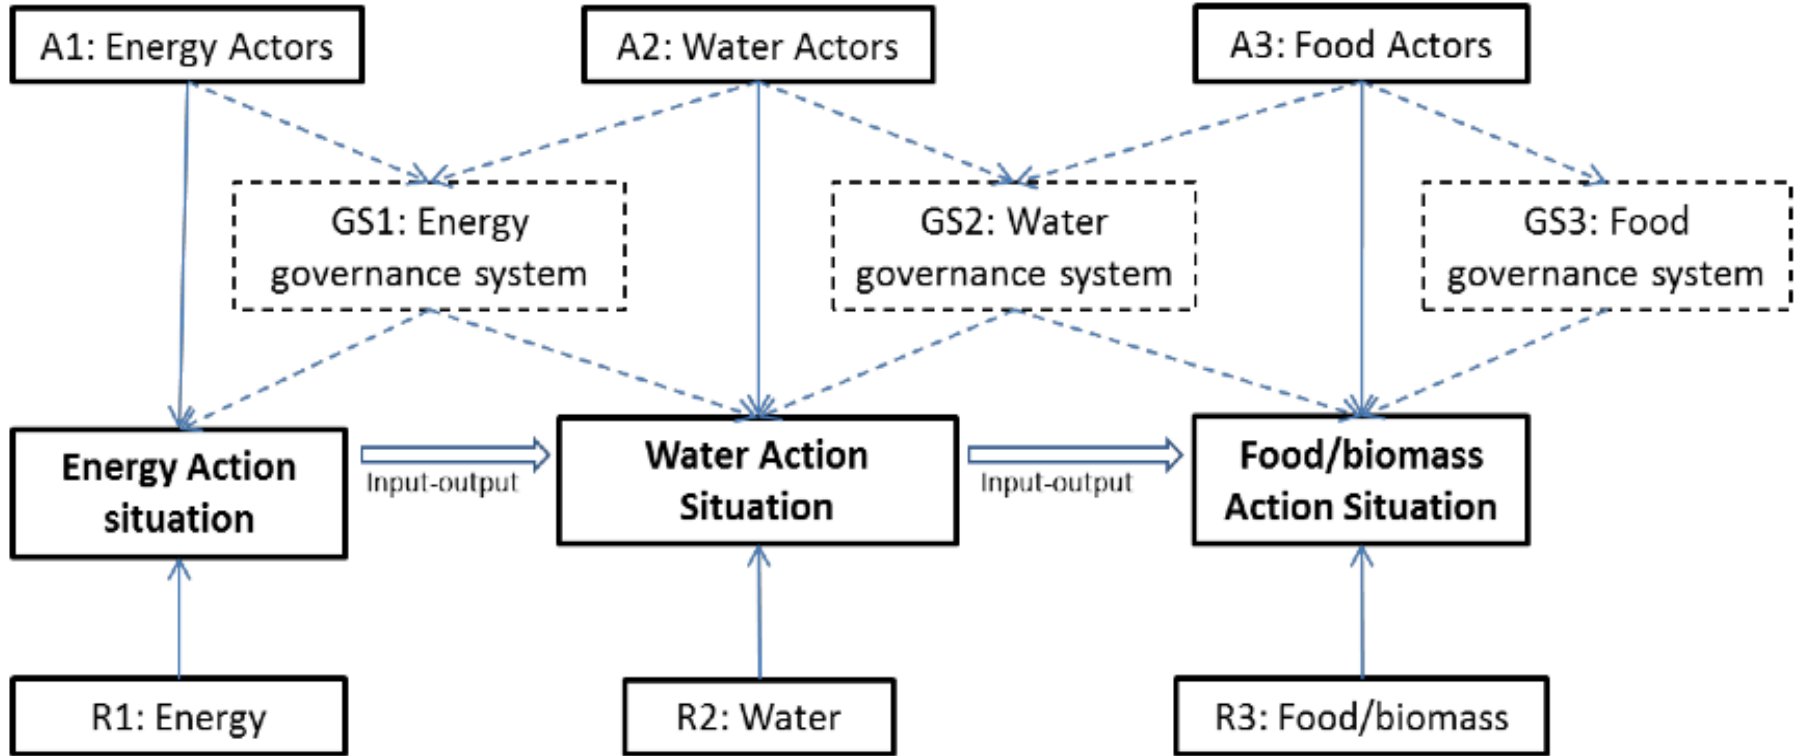 A1: Energy Actors
A2: Water Actors
A3: Food Actors
GS1: Energy
governance system
GS2: Water
governance system
GS3: Food
governance system
Energy Action
situation
Input-output
Water Action
Situation
Input-output
Food/biomass
Action Situation
R1: Energy
R2: Water
R3: Food/biomass